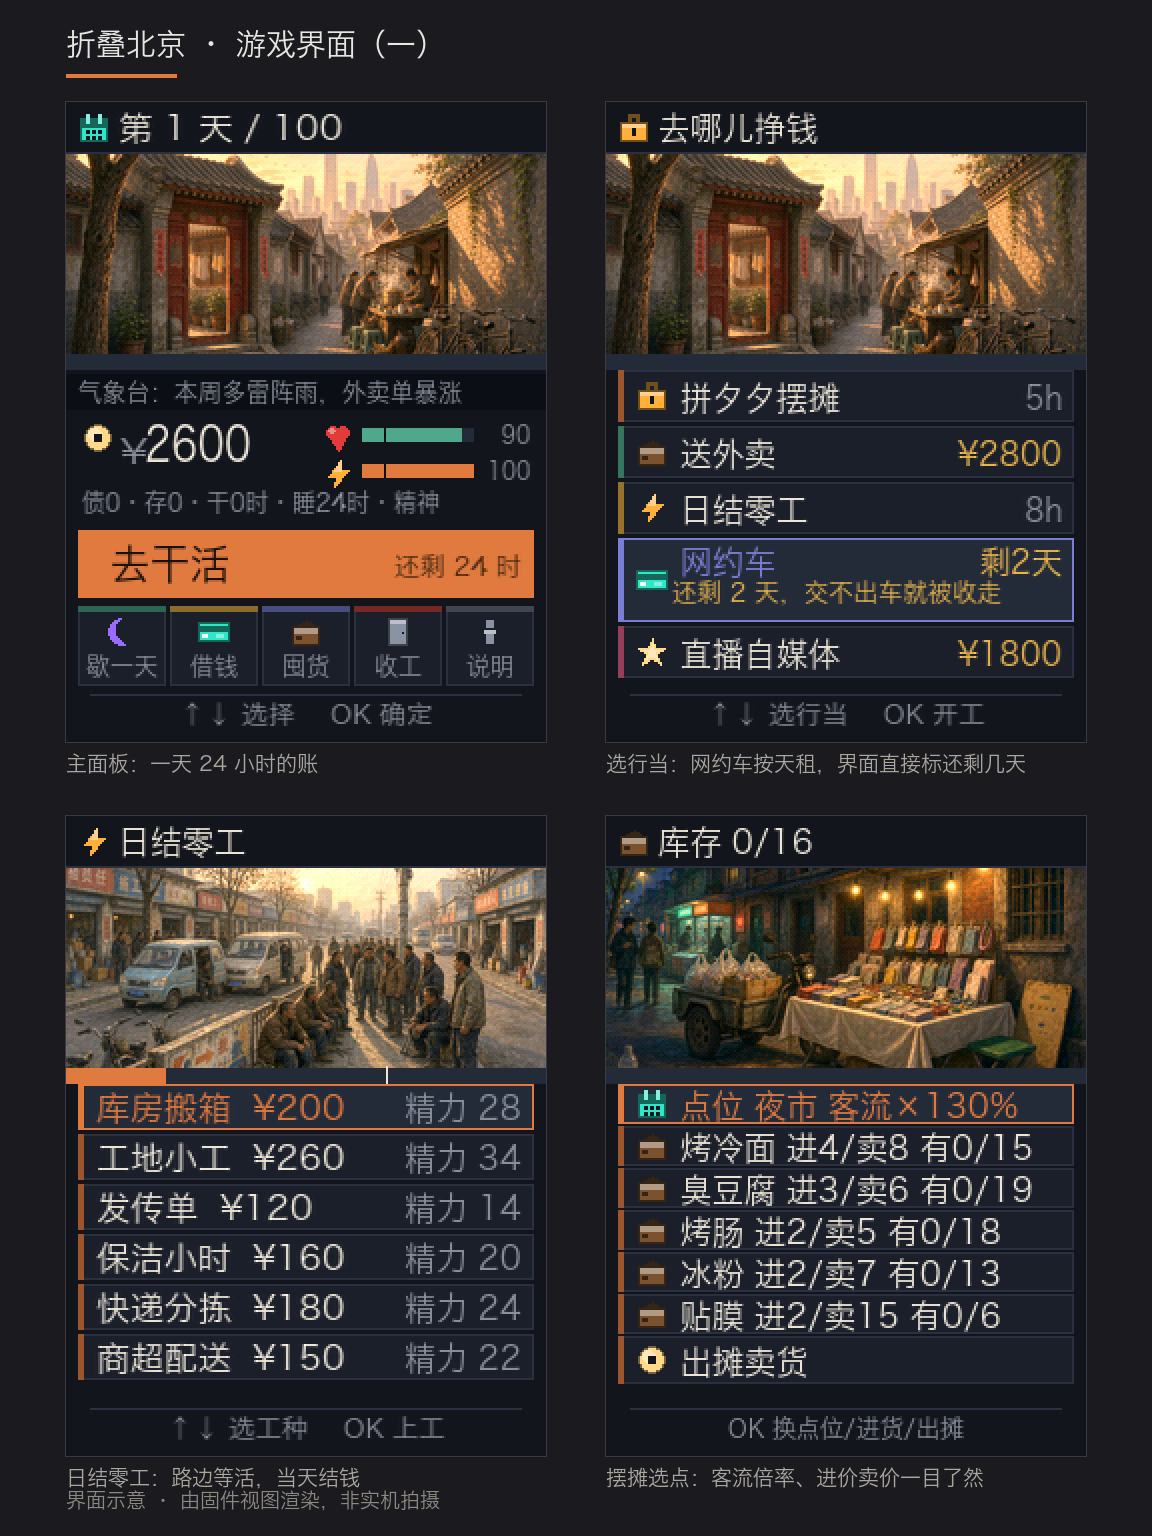 折叠北京 · 游戏界面（一）
第 1 天 / 100
气象台：本周多雷阵雨，外卖单暴涨
¥2600
90
100
债0 · 存0 · 干0时 · 睡24时 · 精神
去干活
还剩 24 时
歇一天
借钱
囤货
收工
说明
↑ ↓ 选择 OK 确定
主面板：一天 24 小时的账
去哪儿挣钱
拼夕夕摆摊 5h
送外卖 ¥2800
日结零工 8h
网约车 剩2天
还剩 2 天，交不出车就被收走
直播自媒体 ¥1800
↑ ↓ 选行当 OK 开工
选行当：网约车按天租，界面直接标还剩几天
日结零工
库房搬箱 ¥200 精力 28
工地小工 ¥260 精力 34
发传单 ¥120 精力 14
保洁小时 ¥160 精力 20
快递分拣 ¥180 精力 24
商超配送 ¥150 精力 22
↑ ↓ 选工种 OK 上工
日结零工：路边等活，当天结钱
界面示意 · 由固件视图渲染，非实机拍摄
库存 0/16
点位 夜市 客流×130%
烤冷面 进4/卖8 有0/15
臭豆腐 进3/卖6 有0/19
烤肠 进2/卖5 有0/18
冰粉 进2/卖7 有0/13
贴膜 进2/卖15 有0/6
出摊卖货
OK 换点位/进货/出摊
摆摊选点：客流倍率、进价卖价一目了然